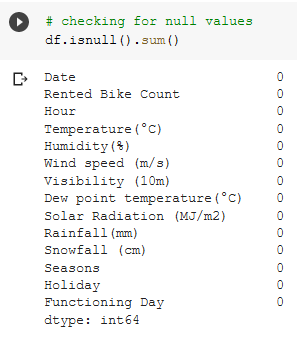 # checking for null values
df.isnull().sum()
Date 0
Rented Bike Count 0
Hour 0
Temperature(°C) 0
Humidity(%) 0
Wind speed (m/s) 0
Visibility (10m) 0
Dew point temperature(°C) 0
Solar Radiation (MJ/m2) 0
Rainfall(mm) 0
Snowfall (cm) 0
Seasons 0
Holiday 0
Functioning Day 0
dtype: int64